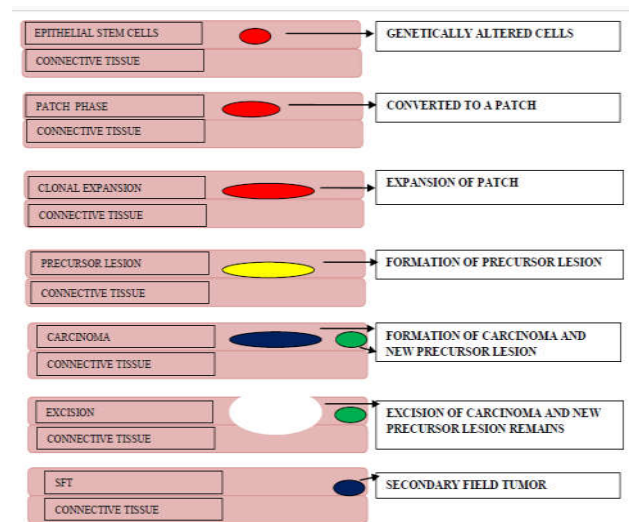 EPITHELIAL STEM CELLS
GENETICALLY ALTERED CELLS
CONNECTIVE TISSUE
PATCH PHASE
CONVERTED TO A PATCH
CONNECTIVE TISSUE
CLONAL EXPANSION
EXPANSION OF PATCH
CONNECTIVE TISSUE
PRECURSOR LESION
FORMATION OF PRECURSOR LESION
CONNECTIVE TISSUE
CARCINOMA
FORMATION OF CARCINOMA AND
NEW PRECURSOR LESION
CONNECTIVE TISSUE
EXCISION
EXCISION OF CARCINOMA AND NEW
PRECURSOR LESION REMAINS
CONNECTIVE TISSUE
SFT
SECONDARY FIELD TUMOR
CONNECTIVE TISSUE